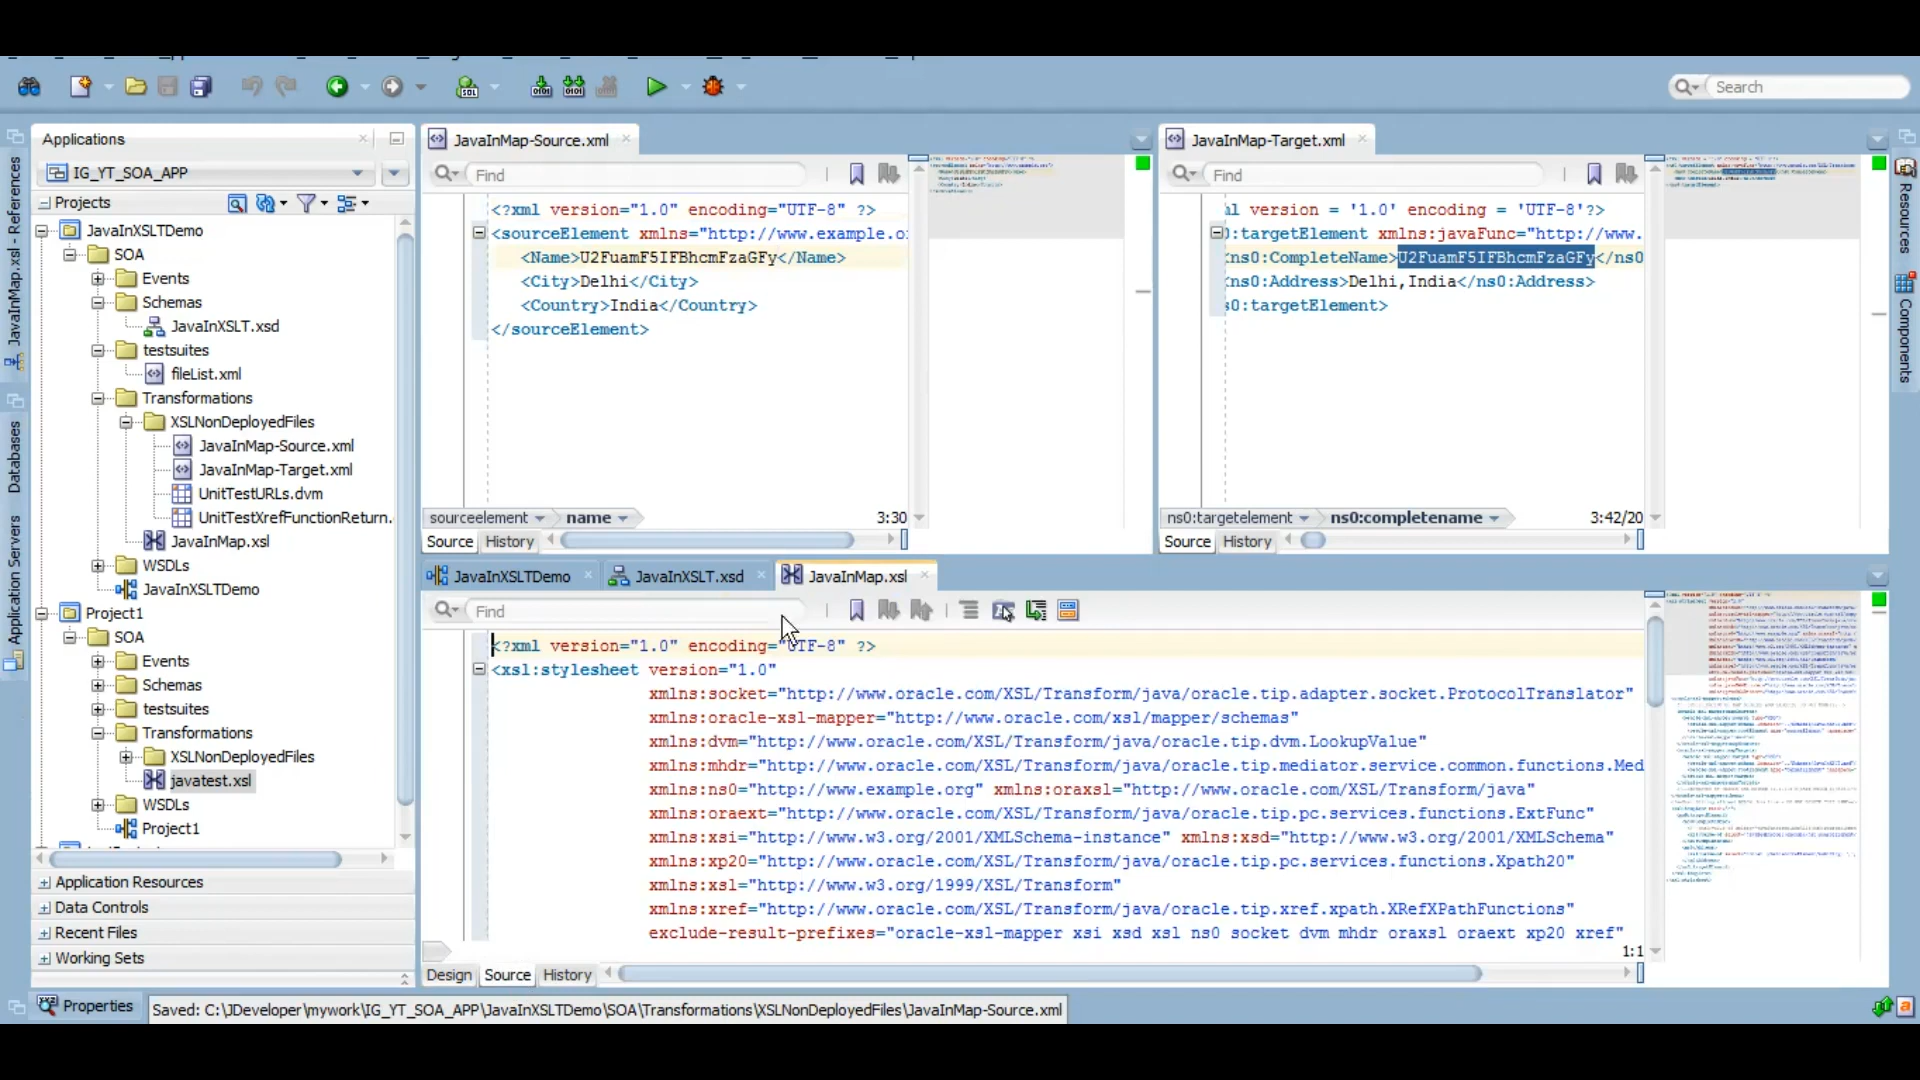 Search
JavaInMap.xsl - References
Databases
Application Servers
Applications
IG_YT_SOA_APP
Projects
JavaInXSLTDemo
SOA
Events
Schemas
JavaInXSLT.xsd
testsuites
fileList.xml
Transformations
XSLNonDeployedFiles
JavaInMap-Source.xml
JavaInMap-Target.xml
UnitTestURLs.dvm
UnitTestXrefFunctionReturn.
JavaInMap.xsl
WSDLs
JavaInXSLTDemo
Project1
SOA
Events
Schemas
testsuites
Transformations
XSLNonDeployedFiles
javatest.xsl
WSDLs
Project1
Application Resources
Data Controls
Recent Files
Working Sets
JavaInMap-Source.xml
Find
<?xml version="1.0" encoding="UTF-8" ?>
<sourceElement xmlns="http://www.example.o
<Name>U2FuamF5IFBhcmFzaGFy</Name>
<City>Delhi</City>
<Country>India</Country>
</sourceElement>
sourceelement
name
3:30
Source
History
JavaInMap-Target.xml
Find
ml version = '1.0' encoding = 'UTF-8'?>
0:targetElement xmlns:javaFunc="http://www.
<ns0:CompleteName>U2FuamF5IFBhcmFzaGFy</ns0
<ns0:Address>Delhi,India</ns0:Address>
s0:targetElement>
ns0:targetelement
ns0:completename
3:42/20
Source
History
JavaInXSLTDemo
JavaInXSLT.xsd
JavaInMap.xsl
Find
<?xml version="1.0" encoding="UTF-8" ?>
<xsl:stylesheet version="1.0"
xmlns:socket="http://www.oracle.com/XSL/Transform/java/oracle.tip.adapter.socket.ProtocolTranslator"
xmlns:oracle-xsl-mapper="http://www.oracle.com/xsl/mapper/schemas"
xmlns:dvm="http://www.oracle.com/XSL/Transform/java/oracle.tip.dvm.LookupValue"
xmlns:mhdr="http://www.oracle.com/XSL/Transform/java/oracle.tip.mediator.service.common.functions.Med
xmlns:ns0="http://www.example.org" xmlns:oraxsl="http://www.oracle.com/XSL/Transform/java"
xmlns:oraext="http://www.oracle.com/XSL/Transform/java/oracle.tip.pc.services.functions.ExtFunc"
xmlns:xsi="http://www.w3.org/2001/XMLSchema-instance" xmlns:xsd="http://www.w3.org/2001/XMLSchema"
xmlns:xp20="http://www.oracle.com/XSL/Transform/java/oracle.tip.pc.services.functions.Xpath20"
xmlns:xsl="http://www.w3.org/1999/XSL/Transform"
xmlns:xref="http://www.oracle.com/XSL/Transform/java/oracle.tip.xref.xpath.XRefXPathFunctions"
exclude-result-prefixes="oracle-xsl-mapper xsi xsd xsl ns0 socket dvm mhdr oraxsl oraext xp20 xref"
1:1
Design
Source
History
Resources
Components
Properties
Saved: C:\JDeveloper\mywork\IG_YT_SOA_APP\JavaInXSLTDemo\SOA\Transformations\XSLNonDeployedFiles\JavaInMap-Source.xml